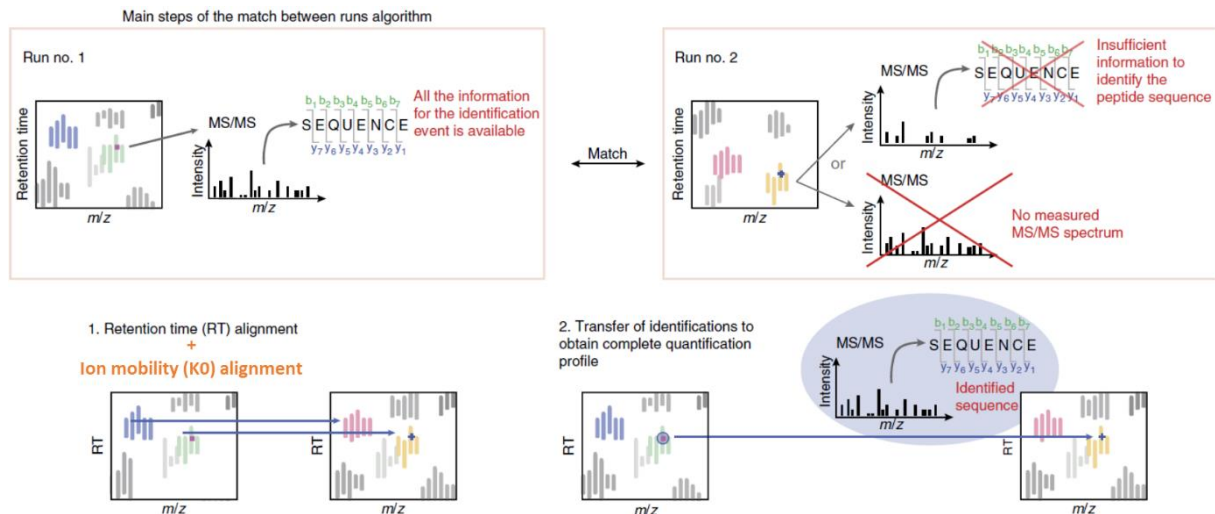 Main steps of the match between runs algorithm
Run no. 1
Retention time
m/z
MS/MS
Intensity
m/z
b1 b2 b3 b4 b5 b6 b7
S E Q U E N C E
y7 y6 y5 y4 y3 y2 y1
All the information
for the identification
event is available
Match
Run no. 2
Retention time
m/z
or
MS/MS
Intensity
m/z
b1 b2 b3 b4 b5 b6 b7
S E Q U E N C E
y7 y6 y5 y4 y3 y2 y1
Insufficient
information to
identify the
peptide sequence
MS/MS
Intensity
m/z
No measured
MS/MS spectrum
1. Retention time (RT) alignment
+
Ion mobility (K0) alignment
RT
m/z
RT
m/z
2. Transfer of identifications to
obtain complete quantification
profile
RT
m/z
MS/MS
Intensity
m/z
b1 b2 b3 b4 b5 b6 b7
S E Q U E N C E
y7 y6 y5 y4 y3 y2 y1
Identified
sequence
RT
m/z